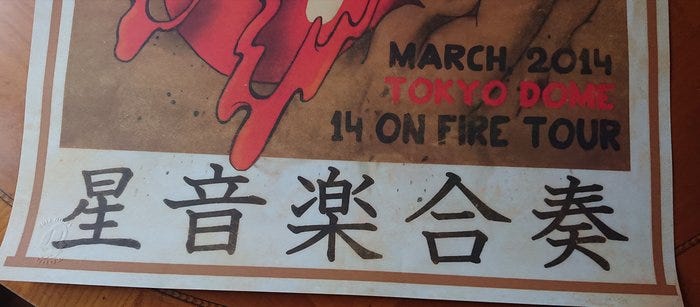 MARCH, 2014
TOKYO DOME
14 ON FIRE TOUR
星音楽合奏